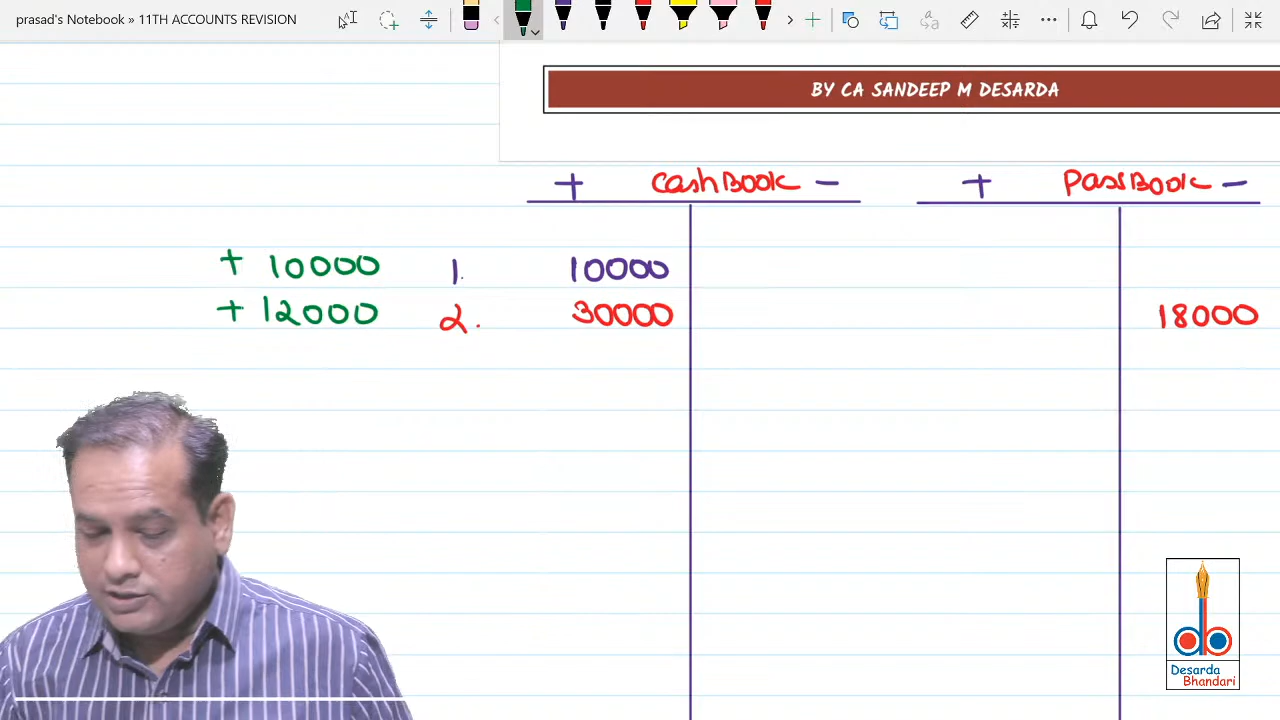 prasad's Notebook » 11TH ACCOUNTS REVISION
BY CA SANDEEP M DESARDA
+ CashBook -
+ PassBook -
+ 10000 1. 10000
+ 12000 2. 30000 18000
Desarda
Bhandari